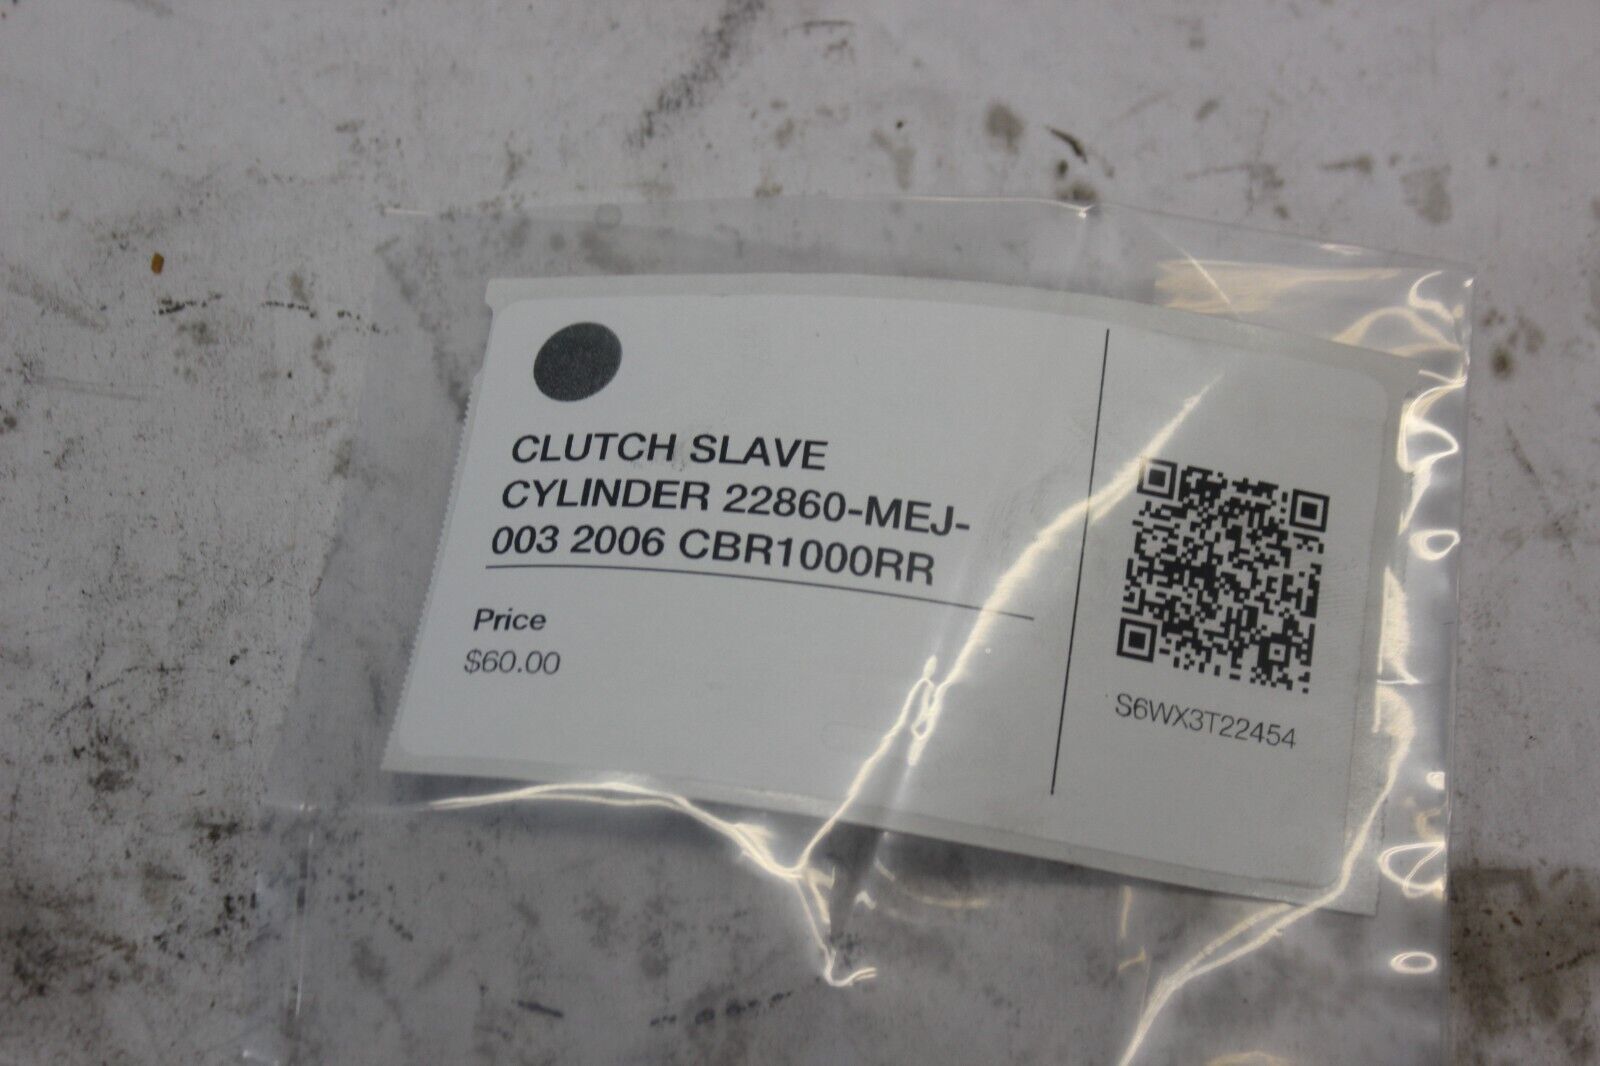 CLUTCH SLAVE
CYLINDER 22860-MEJ-
003 2006 CBR1000RR
Price
$60.00
S6WX3T22454